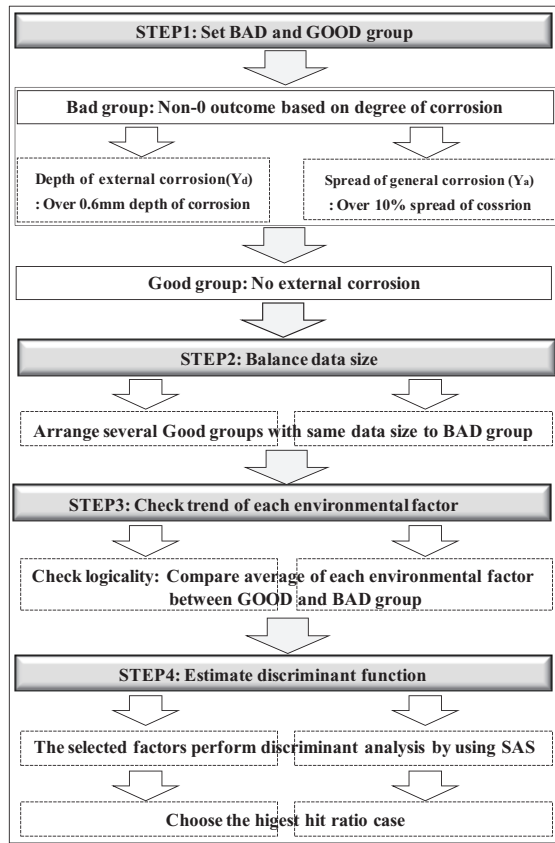 STEP1: Set BAD and GOOD group
Bad group: Non-0 outcome based on degree of corrosion
Depth of external corrosion(Yd)
: Over 0.6mm depth of corrosion
Spread of general corrosion (Ya)
: Over 10% spread of cossrion
Good group: No external corrosion
STEP2: Balance data size
Arrange several Good groups with same data size to BAD group
STEP3: Check trend of each environmental factor
Check logicality: Compare average of each environmental factor
between GOOD and BAD group
STEP4: Estimate discriminant function
The selected factors perform discriminant analysis by using SAS
Choose the higest hit ratio case